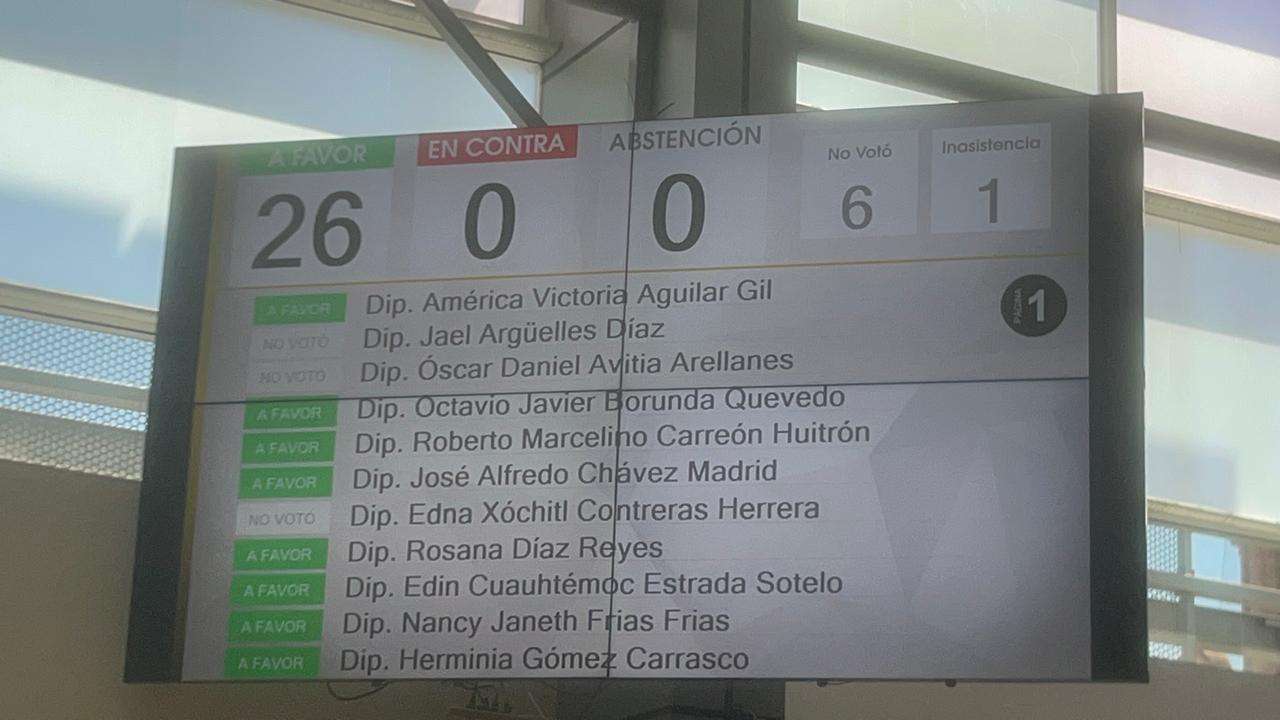 A FAVOR EN CONTRA ABSTENCIÓN No Votó Inasistencia
26 0 0 6 1
A FAVOR Dip. América Victoria Aguilar Gil
NO VOTÓ Dip. Jael Argüelles Díaz
NO VOTÓ Dip. Óscar Daniel Avitia Arellanes
A FAVOR Dip. Octavio Javier Borunda Quevedo
A FAVOR Dip. Roberto Marcelino Carreón Huitrón
A FAVOR Dip. José Alfredo Chávez Madrid
NO VOTÓ Dip. Edna Xóchitl Contreras Herrera
A FAVOR Dip. Rosana Díaz Reyes
A FAVOR Dip. Edin Cuauhtémoc Estrada Sotelo
A FAVOR Dip. Nancy Janeth Frias Frias
A FAVOR Dip. Herminia Gómez Carrasco
PÁGINA 1